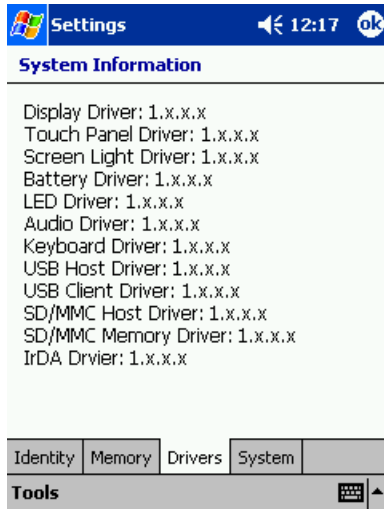 Settings 12:17 ok
System Information
Display Driver: 1.x.x.x
Touch Panel Driver: 1.x.x.x
Screen Light Driver: 1.x.x.x
Battery Driver: 1.x.x.x
LED Driver: 1.x.x.x
Audio Driver: 1.x.x.x
Keyboard Driver: 1.x.x.x
USB Host Driver: 1.x.x.x
USB Client Driver: 1.x.x.x
SD/MMC Host Driver: 1.x.x.x
SD/MMC Memory Driver: 1.x.x.x
IrDA Drvier: 1.x.x.x
Identity Memory Drivers System
Tools